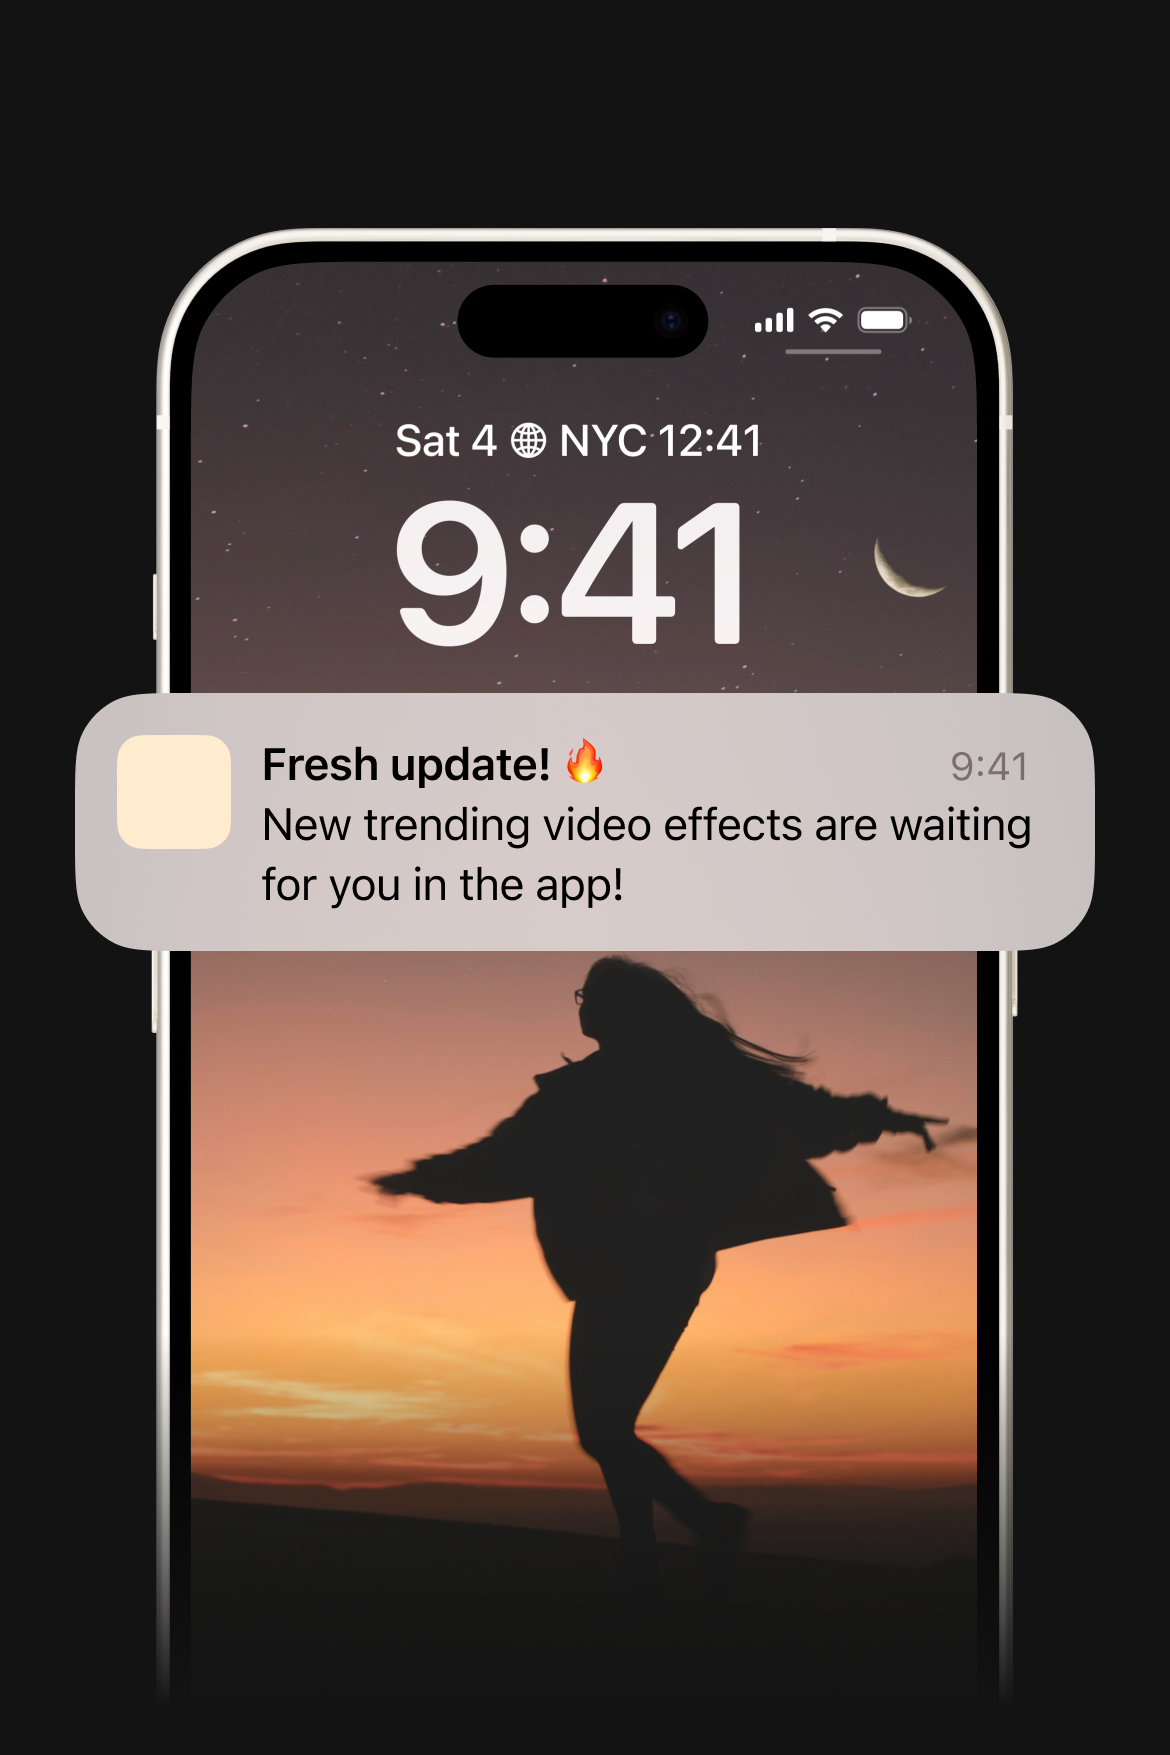 Sat 4 NYC 12:41
9:41
Fresh update! 🔥 9:41
New trending video effects are waiting
for you in the app!